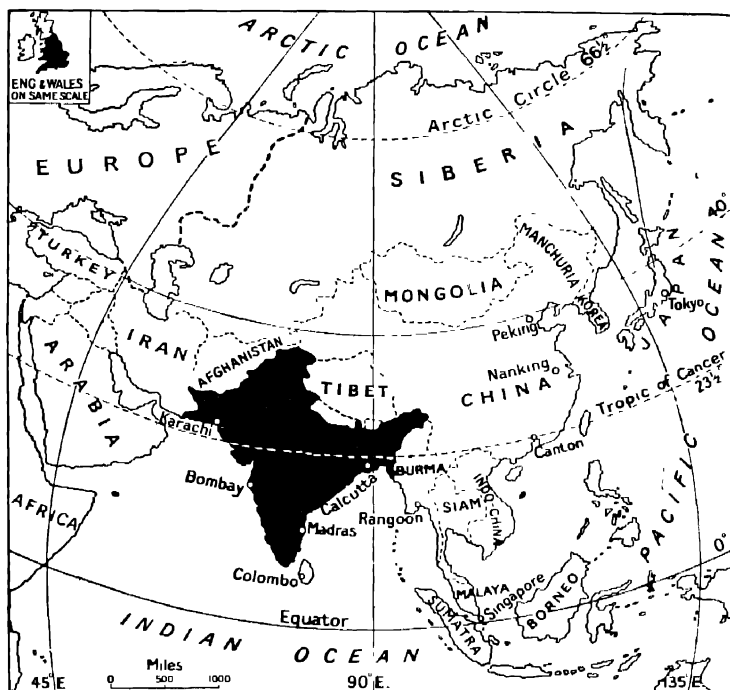 ENG & WALES
ON SAME SCALE
ARCTIC OCEAN
Arctic Circle 66½
EUROPE
SIBERIA
40°
TURKEY
MONGOLIA
MANCHURIA
KOREA
JAPAN
Tokyo
OCEAN
Peking
IRAN
AFGHANISTAN
TIBET
Nanking
CHINA
ARABIA
Tropic of Cancer
23½
Karachi
Canton
Bombay
Calcutta
BURMA
INDO-CHINA
SIAM
Rangoon
AFRICA
Madras
PACIFIC
Colombo
MALAYA
Singapore
BORNEO
SUMATRA
0°
Equator
INDIAN OCEAN
Miles
0 500 1000
45°E
90°E.
135°E